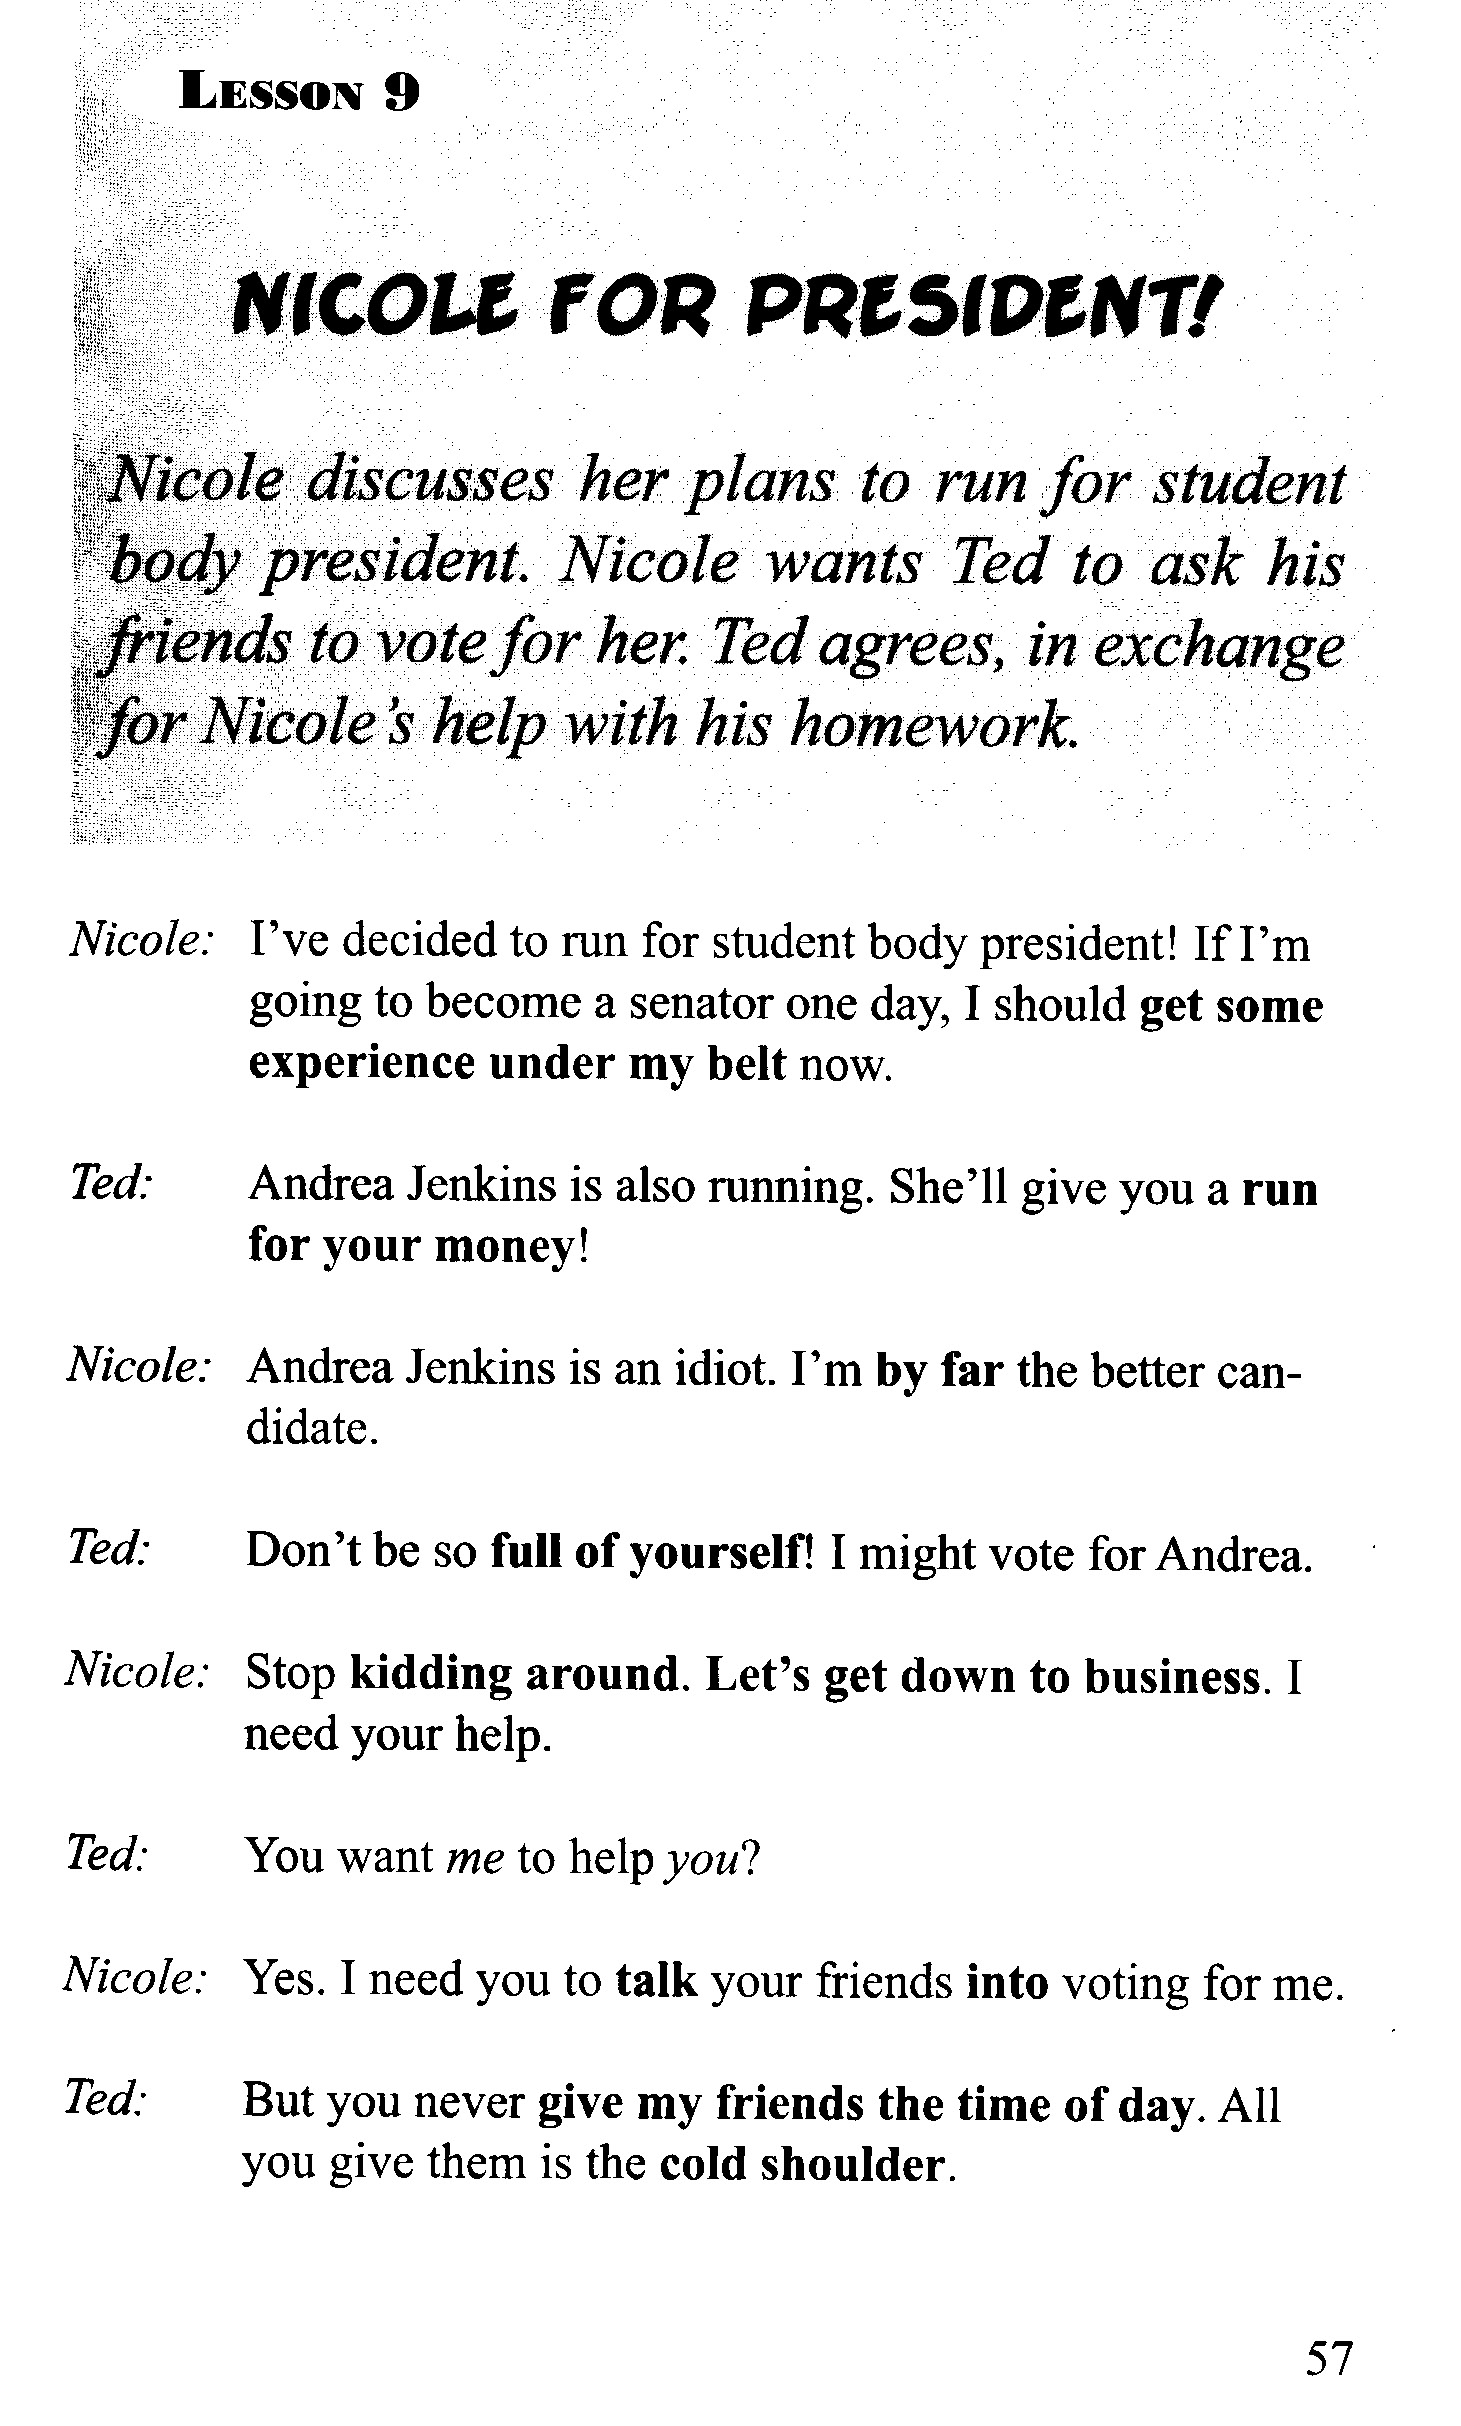 LESSON 9
NICOLE FOR PRESIDENT!
Nicole discusses her plans to run for student
body president. Nicole wants Ted to ask his
friends to vote for her. Ted agrees, in exchange
for Nicole's help with his homework.
Nicole: I've decided to run for student body president! If I'm
going to become a senator one day, I should get some
experience under my belt now.
Ted: Andrea Jenkins is also running. She'll give you a run
for your money!
Nicole: Andrea Jenkins is an idiot. I'm by far the better can-
didate.
Ted: Don't be so full of yourself! I might vote for Andrea.
Nicole: Stop kidding around. Let's get down to business. I
need your help.
Ted: You want me to help you?
Nicole: Yes. I need you to talk your friends into voting for me.
Ted: But you never give my friends the time of day. All
you give them is the cold shoulder.
57